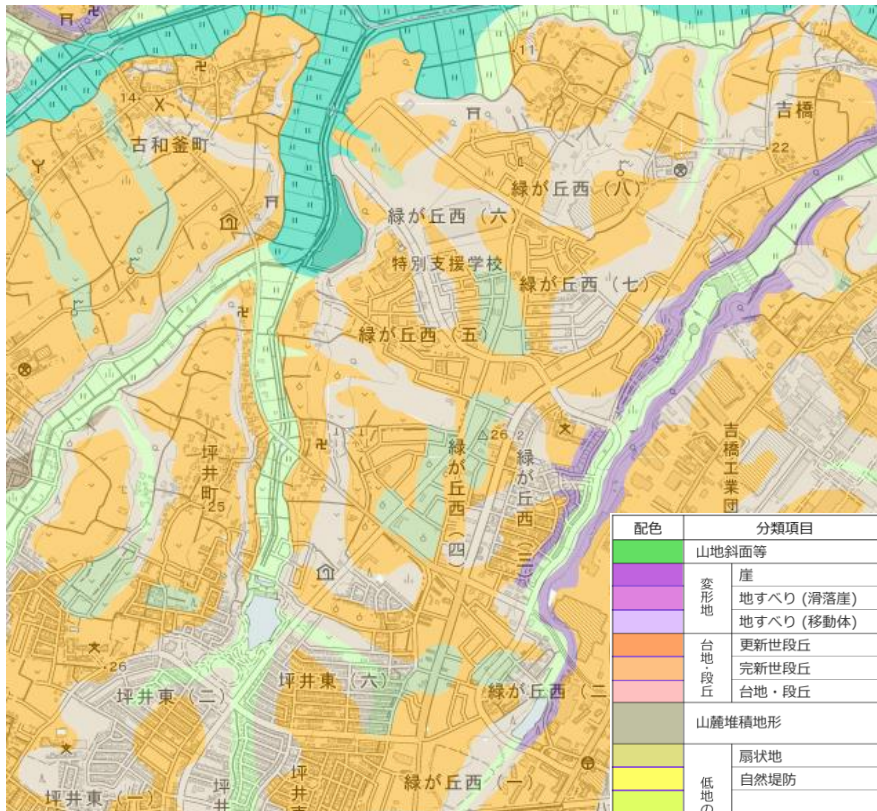 11
14
古和釜町
吉橋
22
緑が丘西(八)
緑が丘西(六)
特別支援学校
緑が丘西(七)
緑が丘西(五)
坪井町
25
26.2
緑が丘西(四)
緑が丘西(三)
吉橋工業団
26
坪井東(二)
坪井東(六)
緑が丘西(二
坪井東(一)
坪井
坪井東
緑が丘西(一)
配色 分類項目
山地斜面等
変形地
崖
地すべり (滑落崖)
地すべり (移動体)
台地・段丘
更新世段丘
完新世段丘
台地・段丘
山麓堆積地形
低地の
扇状地
自然堤防